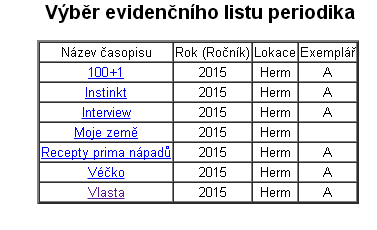 Výběr evidenčního listu periodika
Název časopisu Rok (Ročník) Lokace Exemplář
100+1 2015 Herm A
Instinkt 2015 Herm A
Interview 2015 Herm A
Moje země 2015 Herm
Recepty prima nápadů 2015 Herm A
Véčko 2015 Herm A
Vlasta 2015 Herm A